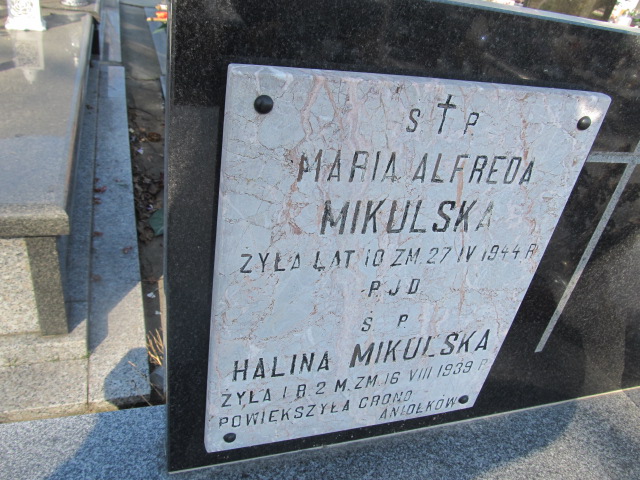 S † P
MARIA ALFREDA
MIKULSKA
ŻYŁA LAT 10 ZM. 27 IV 1944 R
P J D
Ś P
HALINA MIKULSKA
ŻYŁA 1 R 2 M. ZM. 16 VIII 1939 R
POWIEKSZYŁA GRONO
ANIOŁKÓW